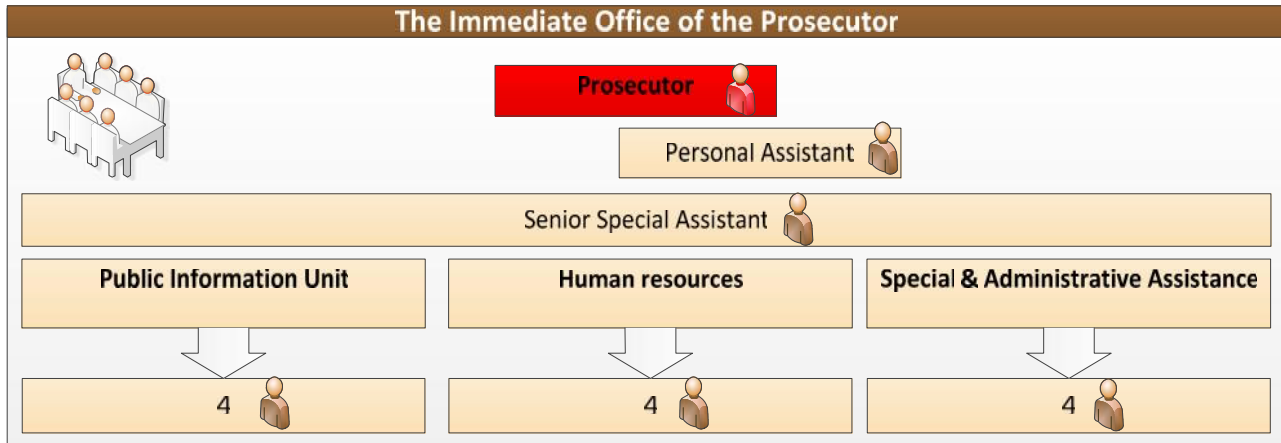 The Immediate Office of the Prosecutor
Prosecutor
Personal Assistant
Senior Special Assistant
Public Information Unit
Human resources
Special & Administrative Assistance
4
4
4